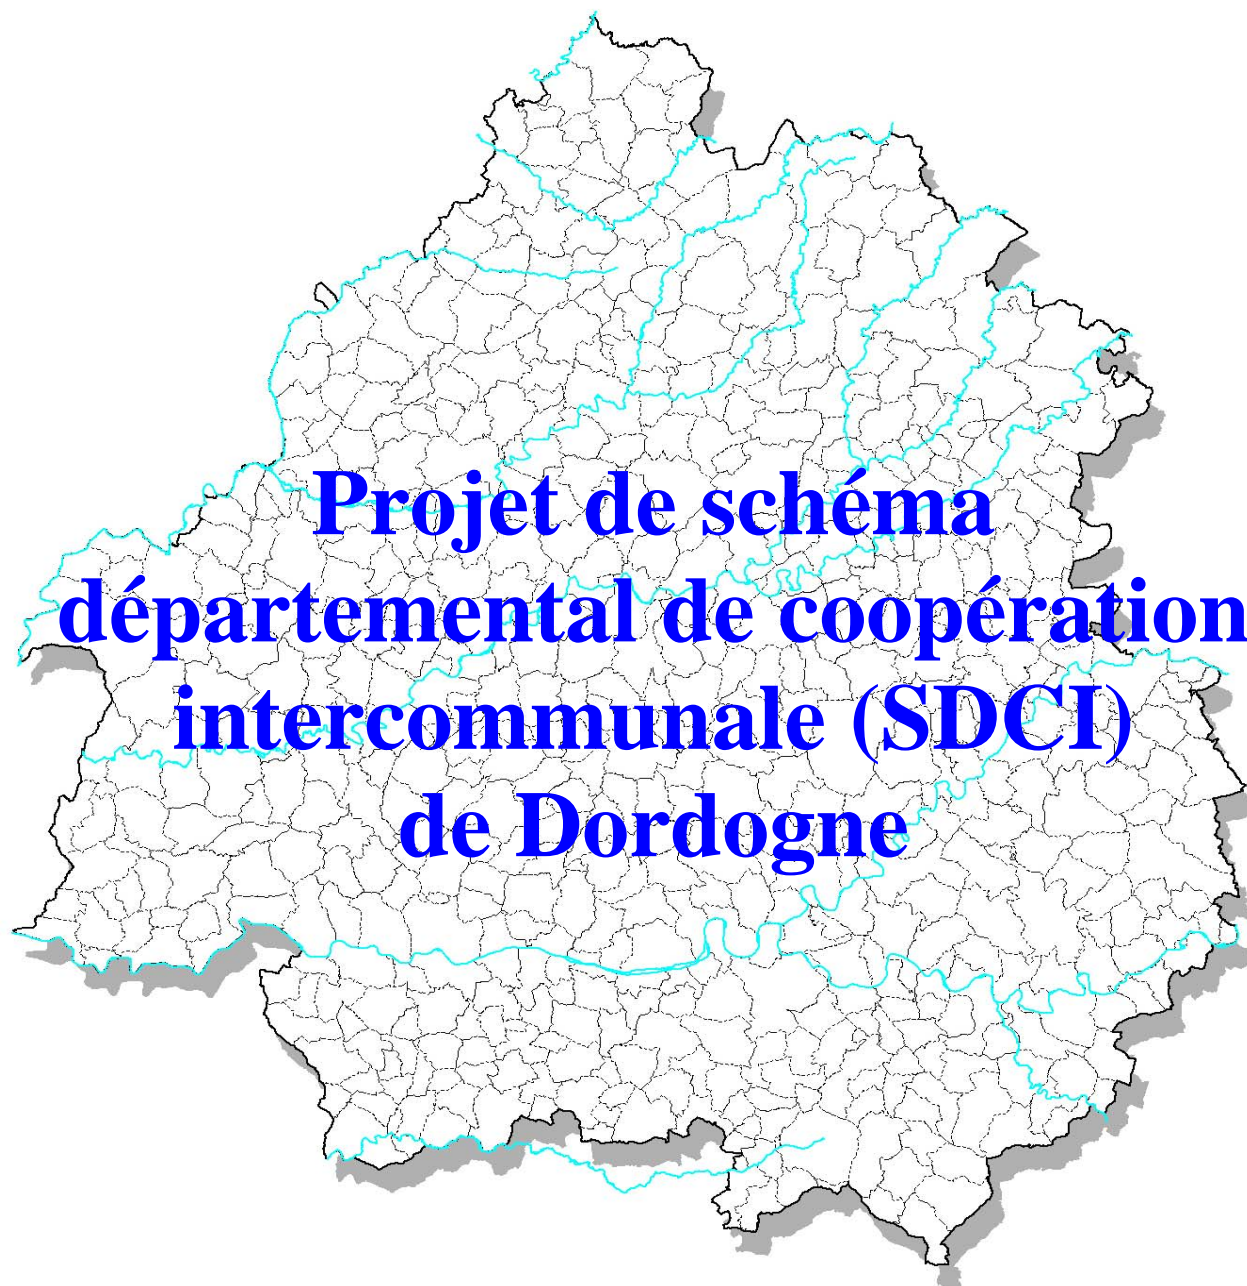 Projet de schéma
départemental de coopération
intercommunale (SDCI)
de Dordogne